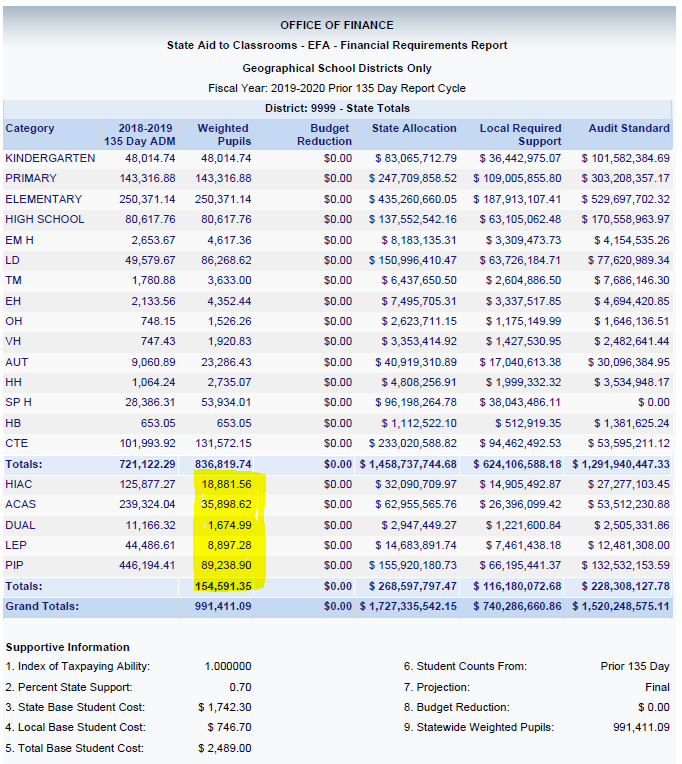 OFFICE OF FINANCE
State Aid to Classrooms - EFA - Financial Requirements Report
Geographical School Districts Only
Fiscal Year: 2019-2020 Prior 135 Day Report Cycle
District: 9999 - State Totals
Category 2018-2019 Weighted Budget State Allocation Local Required Audit Standard
135 Day ADM Pupils Reduction Support
KINDERGARTEN 48,014.74 48,014.74 $0.00 $ 83,065,712.79 $ 36,442,975.07 $ 101,582,384.69
PRIMARY 143,316.88 143,316.88 $0.00 $ 247,709,858.52 $ 109,005,855.80 $ 303,208,357.17
ELEMENTARY 250,371.14 250,371.14 $0.00 $ 435,260,660.05 $ 187,913,107.41 $ 529,697,702.32
HIGH SCHOOL 80,617.76 80,617.76 $0.00 $ 137,552,542.16 $ 63,105,062.48 $ 170,558,963.97
EM H 2,653.67 4,617.36 $0.00 $ 8,183,135.31 $ 3,309,473.73 $ 4,154,535.26
LD 49,579.67 86,268.62 $0.00 $ 150,996,410.47 $ 63,726,184.71 $ 77,620,989.34
TM 1,780.88 3,633.00 $0.00 $ 6,437,650.50 $ 2,604,886.50 $ 7,686,146.30
EH 2,133.56 4,352.44 $0.00 $ 7,495,705.31 $ 3,337,517.85 $ 4,694,420.85
OH 748.15 1,526.26 $0.00 $ 2,623,711.15 $ 1,175,149.99 $ 1,646,136.51
VH 747.43 1,920.83 $0.00 $ 3,353,414.92 $ 1,427,530.95 $ 2,482,641.44
AUT 9,060.89 23,286.43 $0.00 $ 40,919,310.89 $ 17,040,613.38 $ 30,096,384.95
HH 1,064.24 2,735.07 $0.00 $ 4,808,256.91 $ 1,999,332.32 $ 3,534,948.17
SP H 28,386.31 53,934.01 $0.00 $ 96,198,264.78 $ 38,043,486.11 $ 0.00
HB 653.05 653.05 $0.00 $ 1,112,522.10 $ 512,919.35 $ 1,381,625.24
CTE 101,993.92 131,572.15 $0.00 $ 233,020,588.82 $ 94,462,492.53 $ 53,595,211.12
Totals: 721,122.29 836,819.74 $0.00 $ 1,458,737,744.68 $ 624,106,588.18 $ 1,291,940,447.33
HIAC 125,877.27 18,881.56 $0.00 $ 32,090,709.97 $ 14,905,492.87 $ 27,277,103.45
ACAS 239,324.04 35,898.62 $0.00 $ 62,955,565.76 $ 26,396,099.42 $ 53,512,230.88
DUAL 11,166.32 1,674.99 $0.00 $ 2,947,449.27 $ 1,221,600.84 $ 2,505,331.86
LEP 44,486.61 8,897.28 $0.00 $ 14,683,891.74 $ 7,461,438.18 $ 12,481,308.00
PIP 446,194.41 89,238.90 $0.00 $ 155,920,180.73 $ 66,195,441.37 $ 132,532,153.59
Totals: 154,591.35 $0.00 $ 268,597,797.47 $ 116,180,072.68 $ 228,308,127.78
Grand Totals: 991,411.09 $0.00 $ 1,727,335,542.15 $ 740,286,660.86 $ 1,520,248,575.11
Supportive Information
1. Index of Taxpaying Ability: 1.000000 6. Student Counts From: Prior 135 Day
2. Percent State Support: 0.70 7. Projection: Final
3. State Base Student Cost: $ 1,742.30 8. Budget Reduction: $ 0.00
4. Local Base Student Cost: $ 746.70 9. Statewide Weighted Pupils: 991,411.09
5. Total Base Student Cost: $ 2,489.00